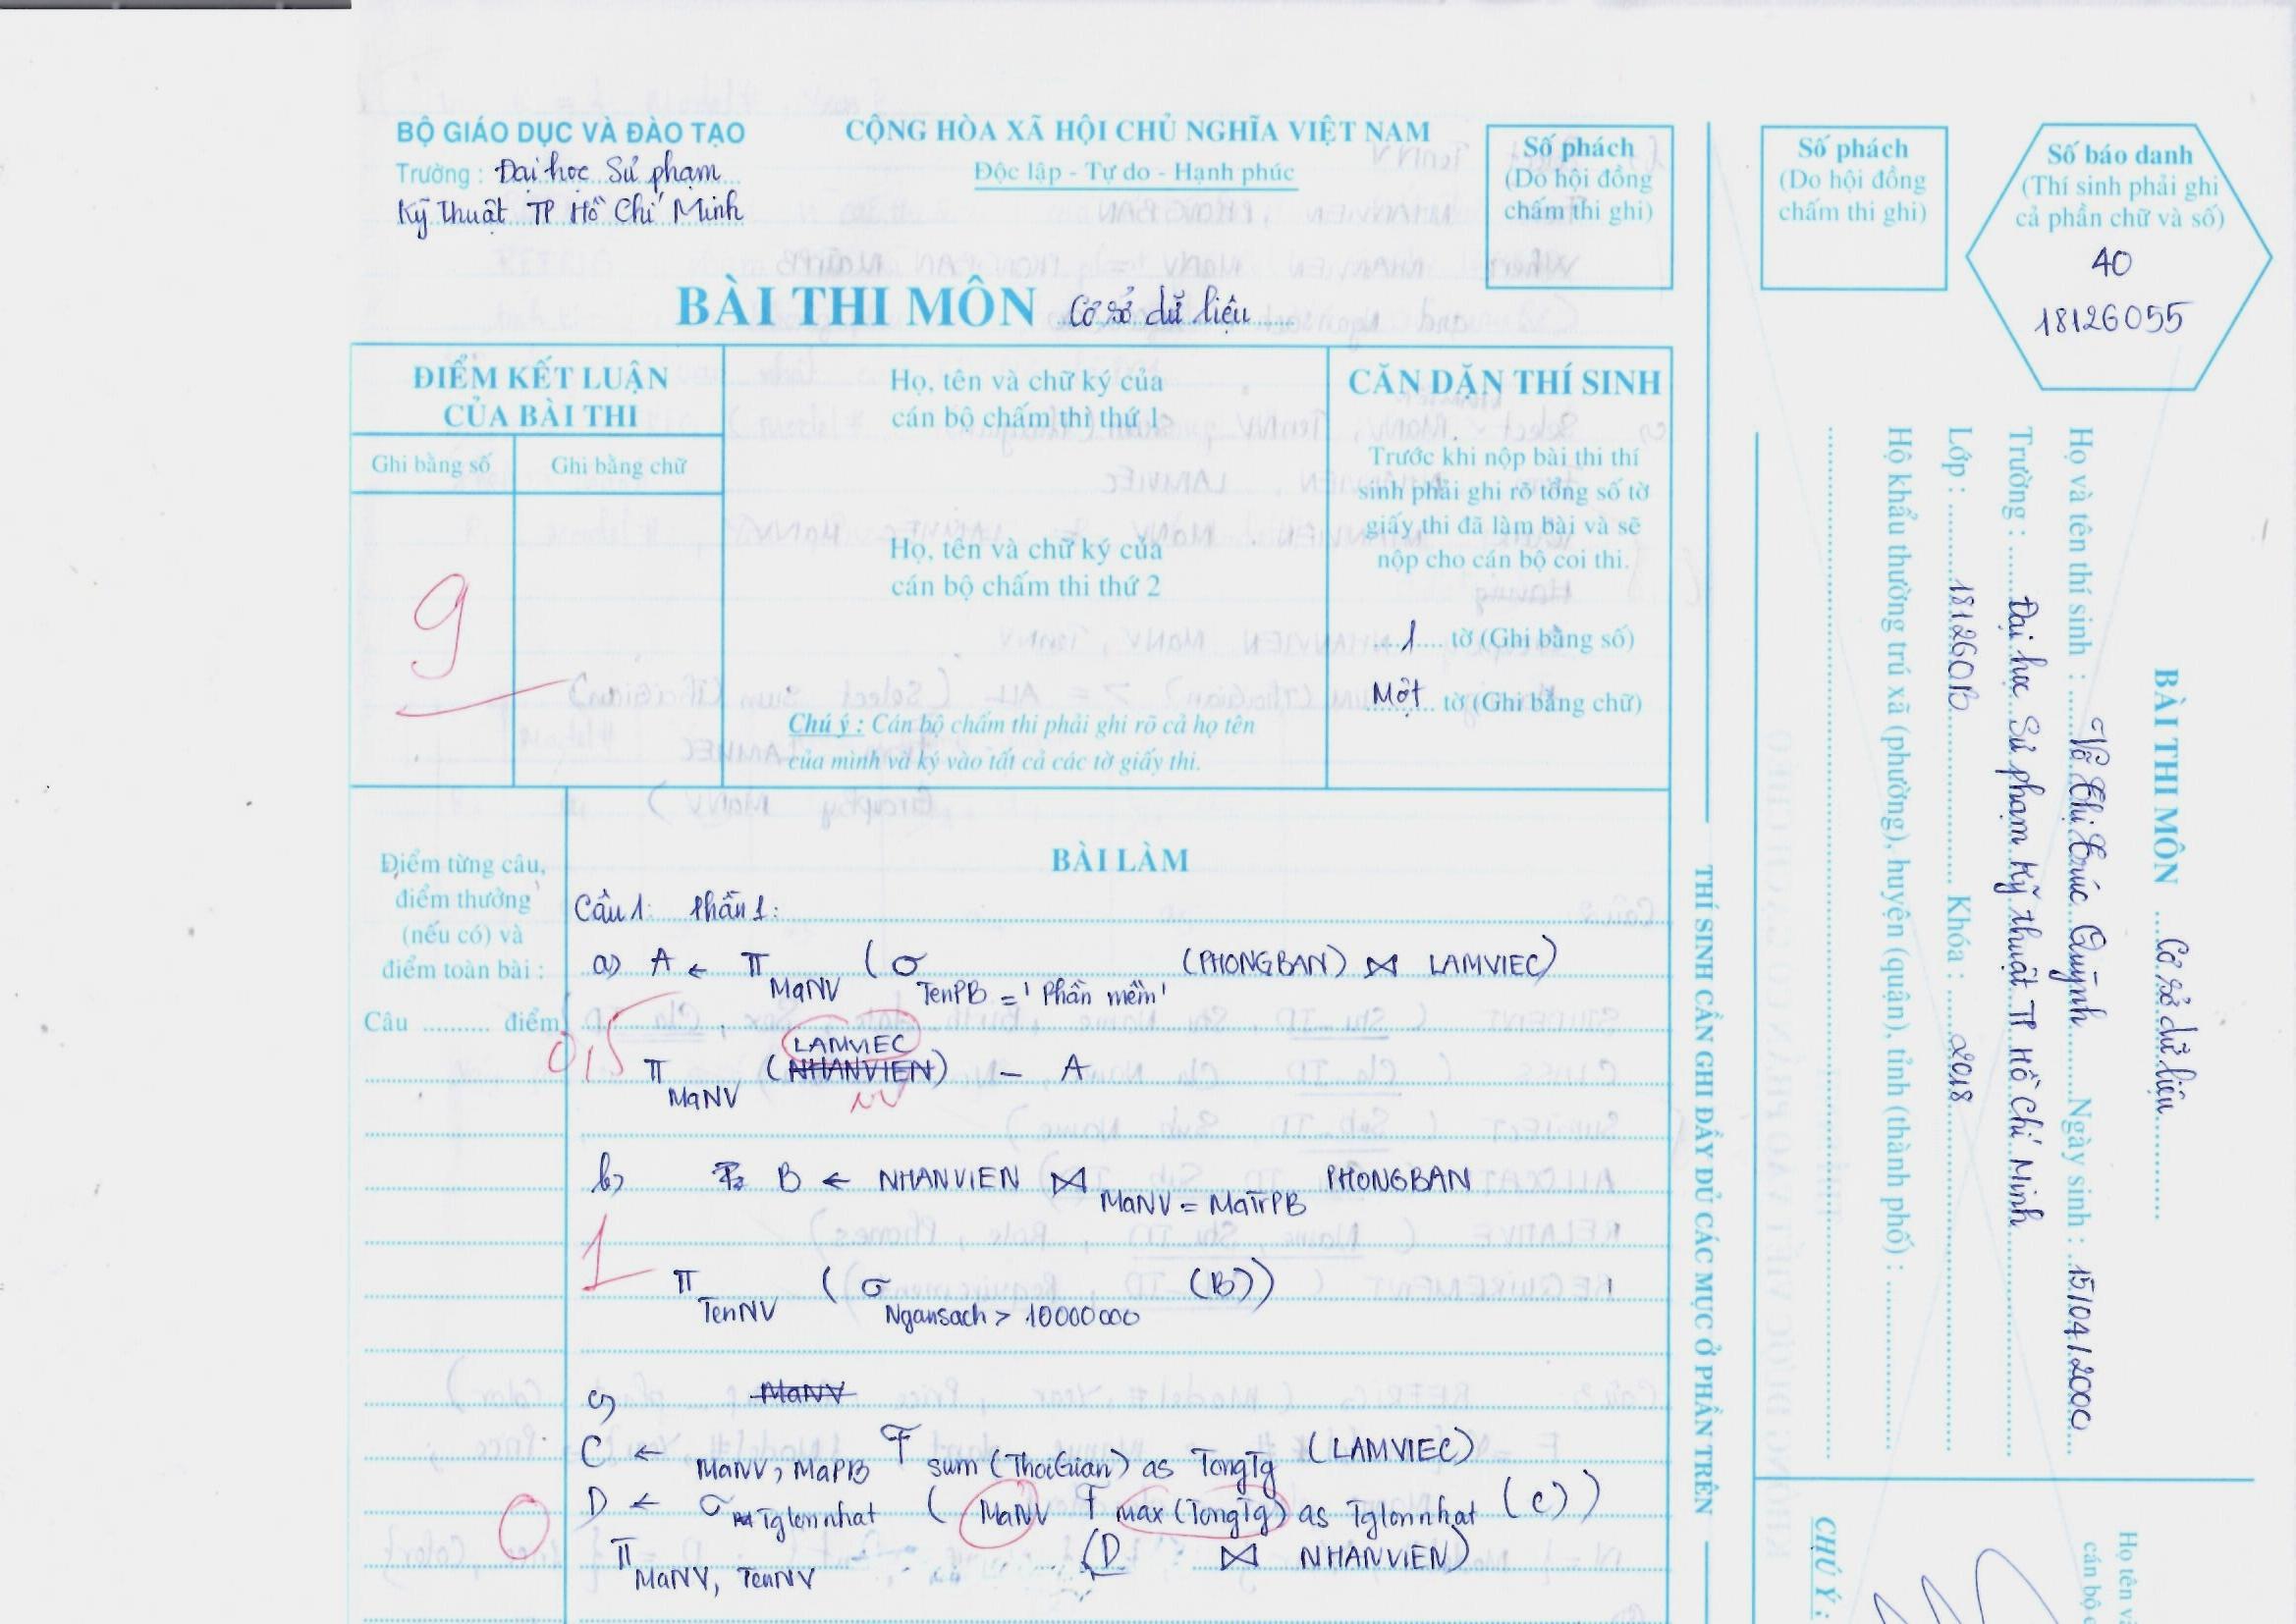 BỘ GIÁO DỤC VÀ ĐÀO TẠO
Trường : Đại học Sư phạm
Kỹ Thuật TP Hồ Chí Minh
CỘNG HÒA XÃ HỘI CHỦ NGHĨA VIỆT NAM
Độc lập - Tự do - Hạnh phúc
Số phách
(Do hội đồng
chấm thi ghi)
BÀI THI MÔN Cơ sở dữ liệu
ĐIỂM KẾT LUẬN
CỦA BÀI THI
Ghi bằng số
Ghi bằng chữ
9
Họ, tên và chữ ký của
cán bộ chấm thi thứ 1
Họ, tên và chữ ký của
cán bộ chấm thi thứ 2
Chú ý : Cán bộ chấm thi phải ghi rõ cả họ tên
của mình và ký vào tất cả các tờ giấy thi.
CĂN DẶN THÍ SINH
Trước khi nộp bài thi thí
sinh phải ghi rõ tổng số tờ
giấy thi đã làm bài và sẽ
nộp cho cán bộ coi thi.
1 tờ (Ghi bằng số)
Một tờ (Ghi bằng chữ)
Điểm từng câu,
điểm thưởng
(nếu có) và
điểm toàn bài :
Câu .......... điểm
BÀI LÀM
Câu 1: Phần 1:
a) A ← π MaNV (σ TenPB = 'Phần mềm' (PHONGBAN) ⋈ LAMVIEC)
0,5
LAMVIEC
π MaNV (NHANVIEN) – A
NV
b) B ← NHANVIEN ⋈ MaNV = MaTrPB PHONGBAN
1
π TenNV (σ Ngansach > 10000000 (B))
c) MaNV
C ← MaNV, MaPB F sum (ThoiGian) as TongTg (LAMVIEC)
0
D ← σ Tglonnhat (MaNV F max (TongTg) as Tglonnhat (C))
π MaNV, TenNV (D ⋈ NHANVIEN)
THÍ SINH CẦN GHI ĐẦY ĐỦ CÁC MỤC Ở PHẦN TRÊN
Số phách
(Do hội đồng
chấm thi ghi)
Số báo danh
(Thí sinh phải ghi
cả phần chữ và số)
40
18126055
BÀI THI MÔN Cơ sở dữ liệu
Họ và tên thí sinh : Võ Thị Trúc Quỳnh Ngày sinh : 15/04/2000
Trường : Đại học Sư phạm Kỹ thuật TP Hồ Chí Minh
Lớp : 181260B Khóa : 2018
Hộ khẩu thường trú xã (phường), huyện (quận), tỉnh (thành phố) :
CHÚ Ý :
Họ tên và
cán bộ c